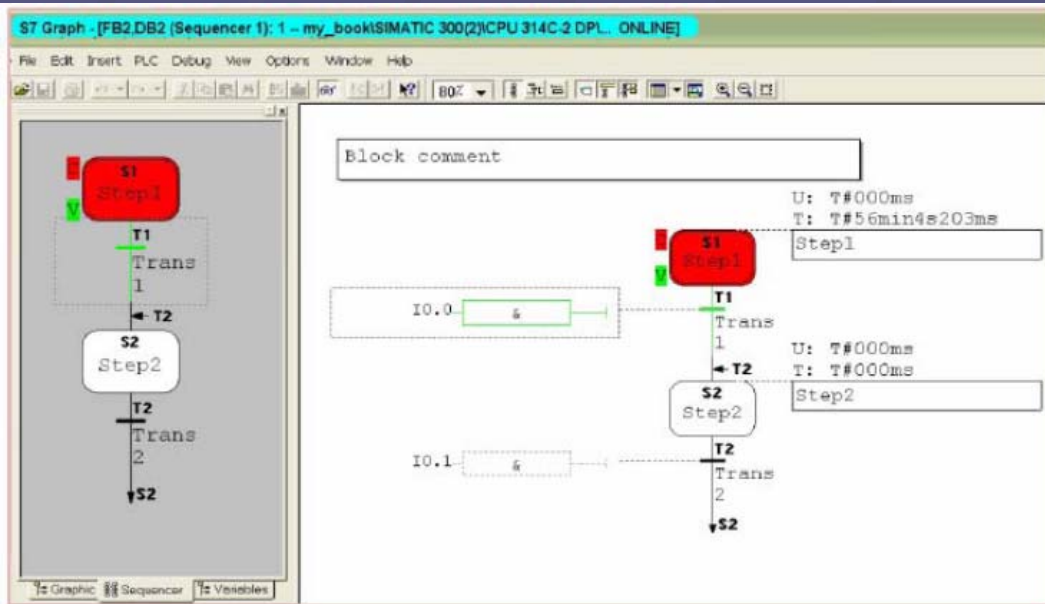 S7 Graph - [FB2,DB2 (Sequencer 1): 1 -- my_book\SIMATIC 300(2)\CPU 314C-2 DP\... ONLINE]
File Edit Insert PLC Debug View Options Window Help
80%
S1
Step1
V
T1
Trans
1
T2
S2
Step2
T2
Trans
2
S2
Graphic Sequencer Variables
Block comment
U: T#000ms
T: T#56min4s203ms
Step1
S1
Step1
V
I0.0 &
T1
Trans
1
T2
U: T#000ms
T: T#000ms
Step2
S2
Step2
I0.1 &
T2
Trans
2
S2